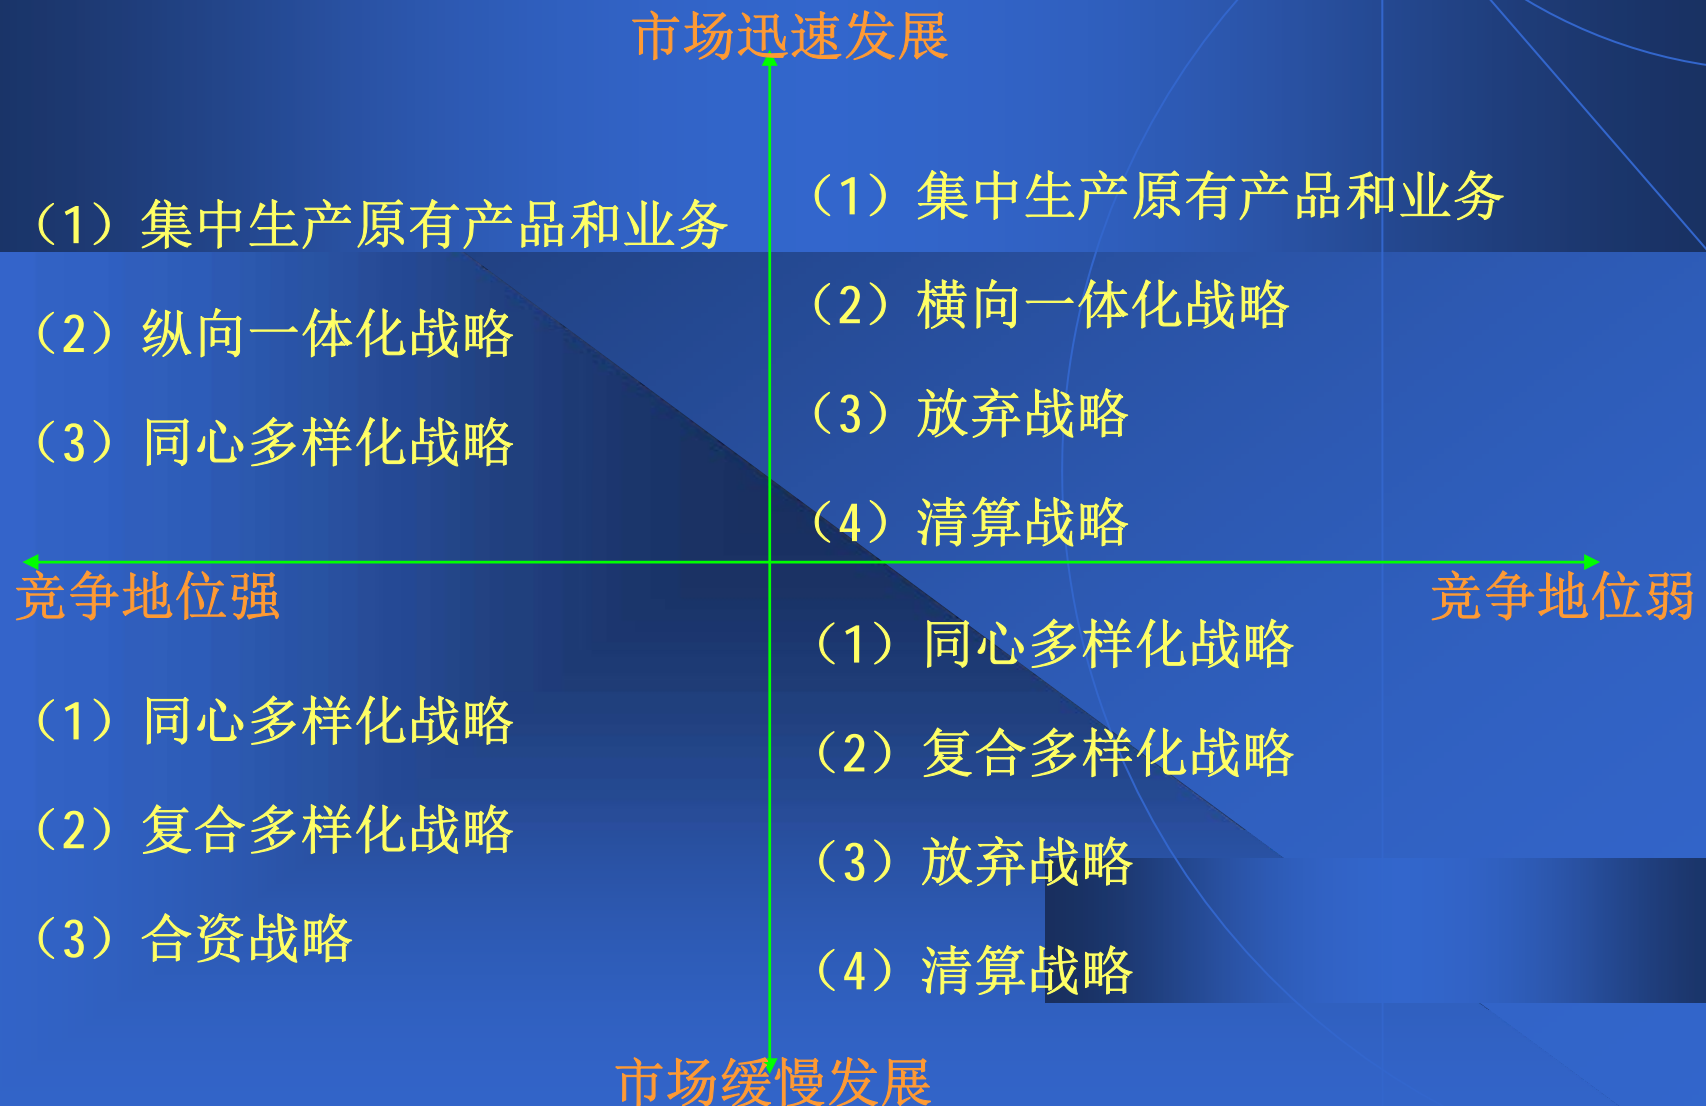 市场迅速发展
（1）集中生产原有产品和业务
（2）纵向一体化战略
（3）同心多样化战略
（1）集中生产原有产品和业务
（2）横向一体化战略
（3）放弃战略
（4）清算战略
竞争地位强
竞争地位弱
（1）同心多样化战略
（2）复合多样化战略
（3）合资战略
（1）同心多样化战略
（2）复合多样化战略
（3）放弃战略
（4）清算战略
市场缓慢发展